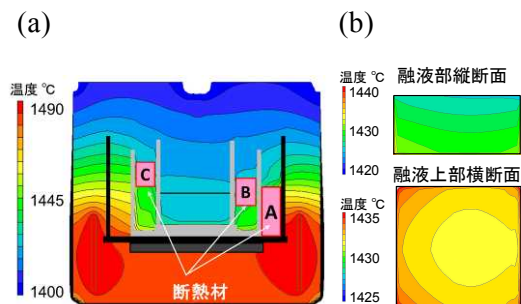 (a)
温度 ℃
1490
1445
1400
C
B
A
断熱材
(b)
温度 ℃
1440
1430
1420
融液部縦断面
融液上部横断面
温度 ℃
1435
1430
1425